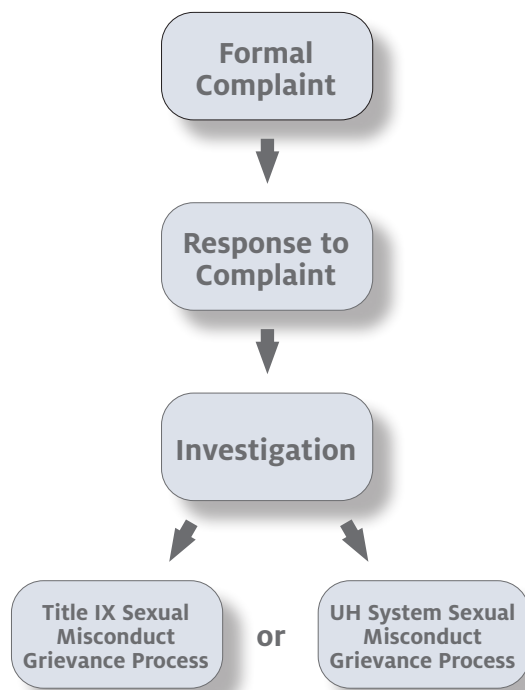 Formal
Complaint
Response to
Complaint
Investigation
Title IX Sexual
Misconduct
Grievance Process
or
UH System Sexual
Misconduct
Grievance Process